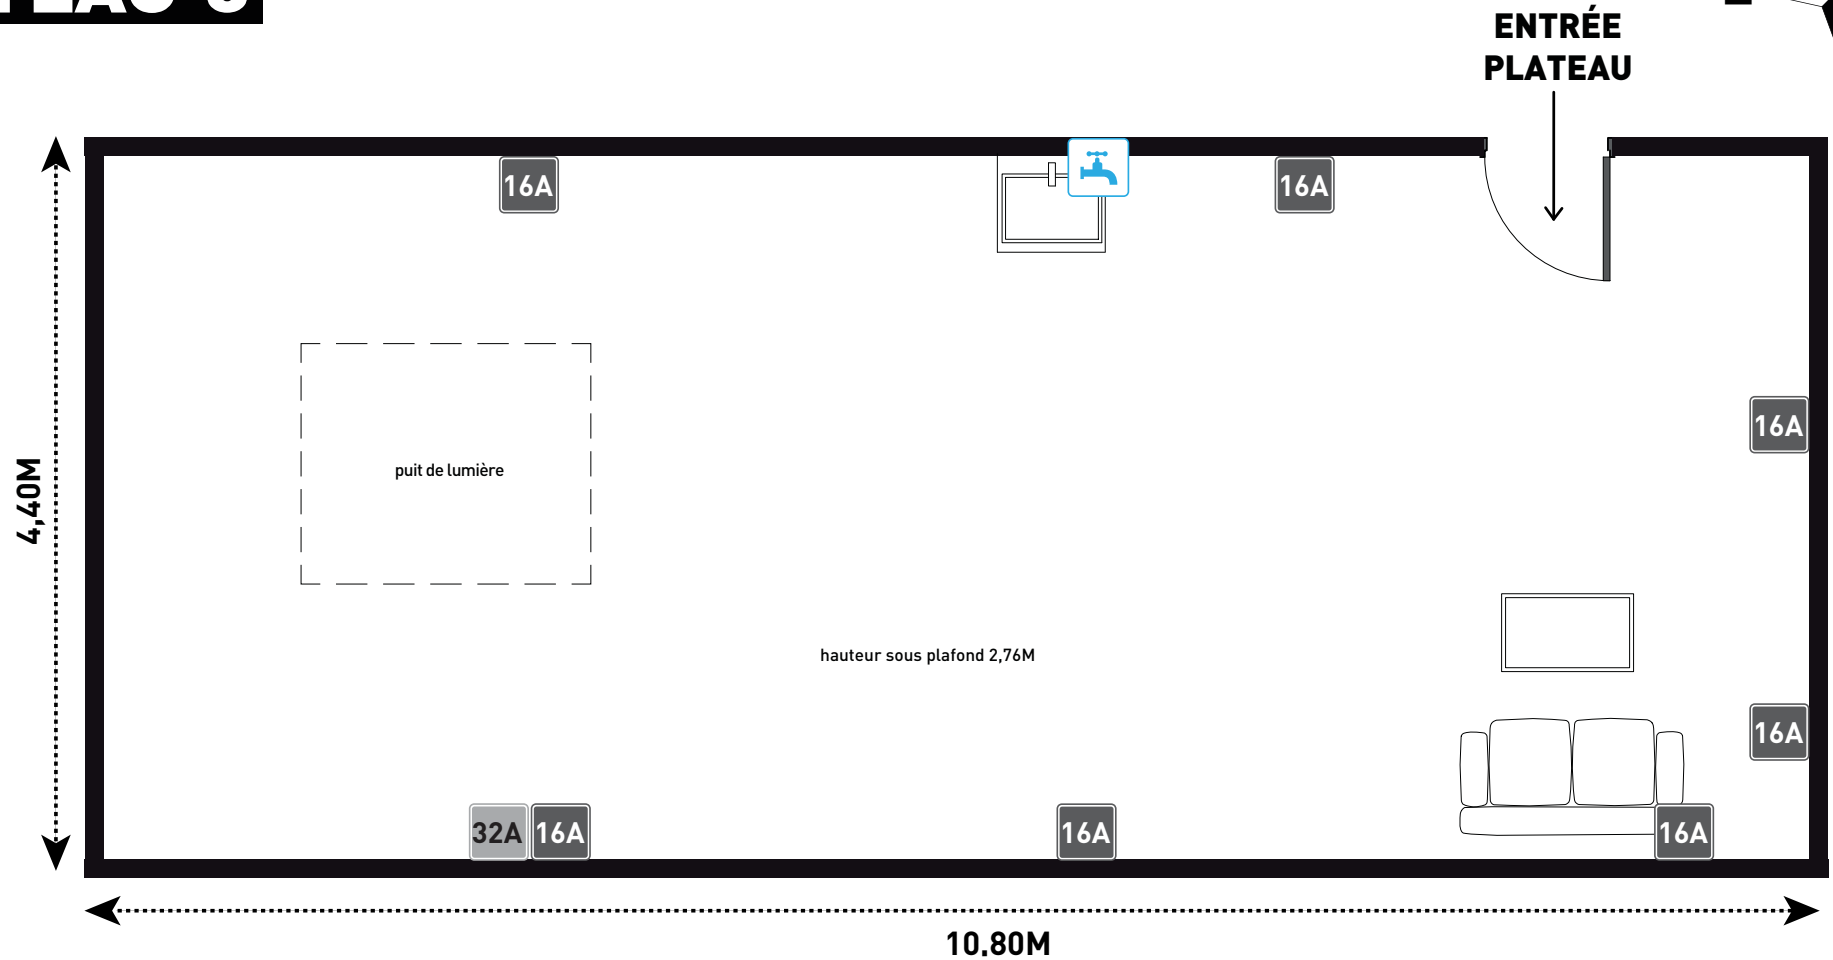 ENTRÉE
PLATEAU
16A
16A
16A
4,40M
puit de lumière
hauteur sous plafond 2,76M
16A
32A
16A
16A
16A
10,80M